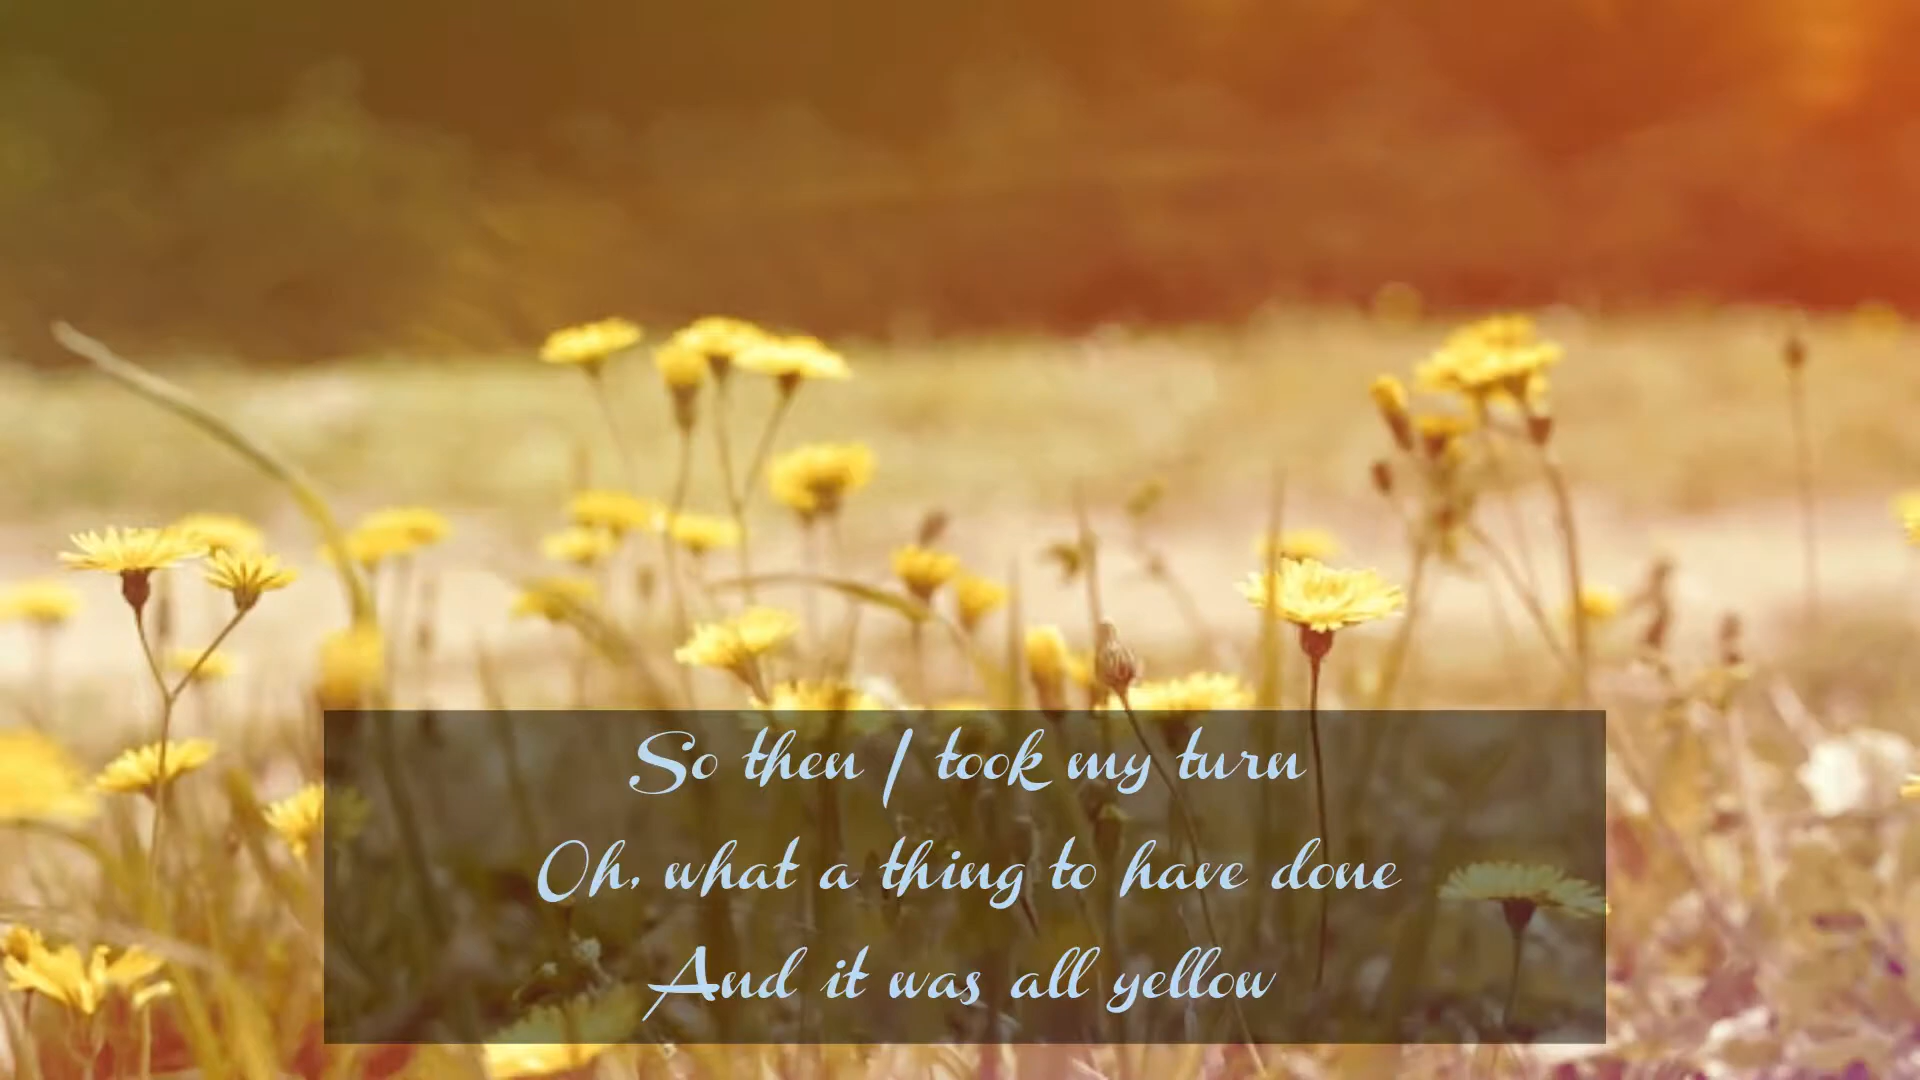 So then I took my turn
Oh, what a thing to have done
And it was all yellow